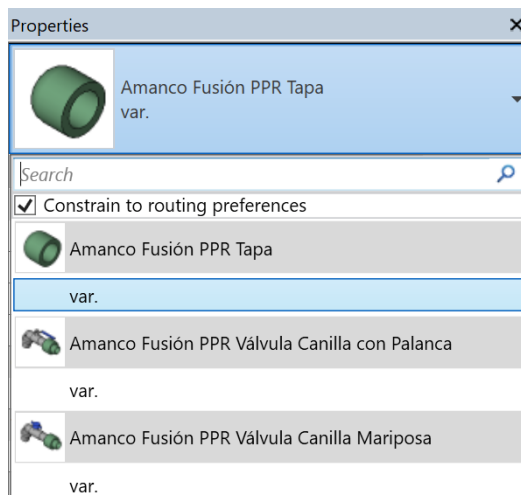 Properties
Amanco Fusión PPR Tapa
var.
Search
Constrain to routing preferences
Amanco Fusión PPR Tapa
var.
Amanco Fusión PPR Válvula Canilla con Palanca
var.
Amanco Fusión PPR Válvula Canilla Mariposa
var.